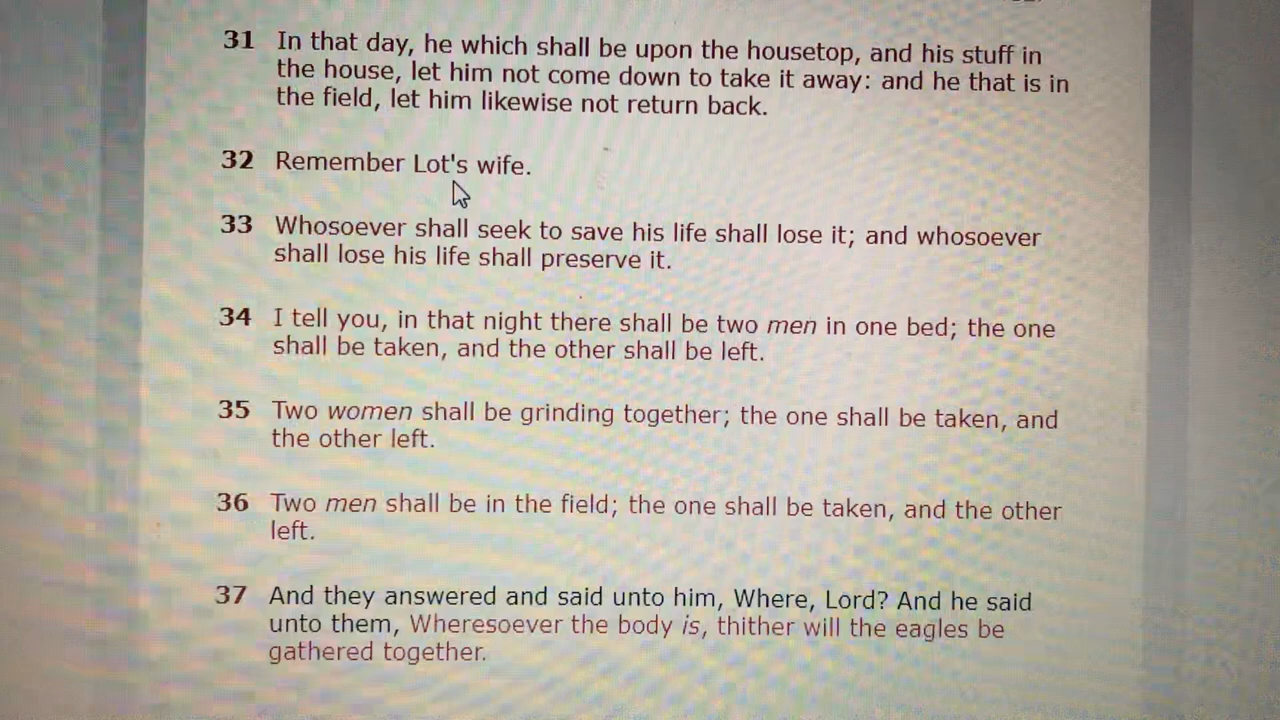 31 In that day, he which shall be upon the housetop, and his stuff in
the house, let him not come down to take it away: and he that is in
the field, let him likewise not return back.
32 Remember Lot's wife.
33 Whosoever shall seek to save his life shall lose it; and whosoever
shall lose his life shall preserve it.
34 I tell you, in that night there shall be two men in one bed; the one
shall be taken, and the other shall be left.
35 Two women shall be grinding together; the one shall be taken, and
the other left.
36 Two men shall be in the field; the one shall be taken, and the other
left.
37 And they answered and said unto him, Where, Lord? And he said
unto them, Wheresoever the body is, thither will the eagles be
gathered together.